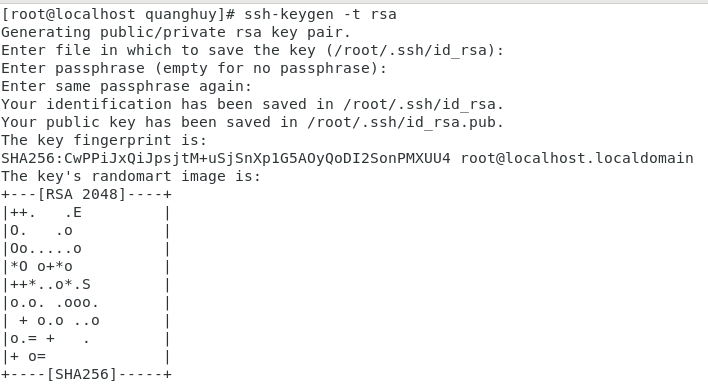 [root@localhost quanghuy]# ssh-keygen -t rsa
Generating public/private rsa key pair.
Enter file in which to save the key (/root/.ssh/id_rsa):
Enter passphrase (empty for no passphrase):
Enter same passphrase again:
Your identification has been saved in /root/.ssh/id_rsa.
Your public key has been saved in /root/.ssh/id_rsa.pub.
The key fingerprint is:
SHA256:CwPPiJxQiJpsjtM+uSjSnXp1G5AOyQoDI2SonPMXUU4 root@localhost.localdomain
The key's randomart image is:
+---[RSA 2048]----+
|++.   .E         |
|O.   .o          |
|Oo.....o         |
|*O o+*o          |
|++*..o*.S        |
|o.o. .ooo.       |
| + o.o ..o       |
|o.= +   .        |
|+ o=             |
+----[SHA256]-----+